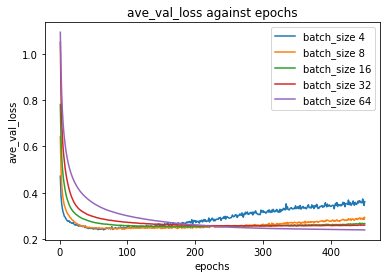 ave_val_loss against epochs
batch_size 4
batch_size 8
batch_size 16
batch_size 32
batch_size 64
ave_val_loss
1.0
0.8
0.6
0.4
0.2
0
100
200
300
400
epochs